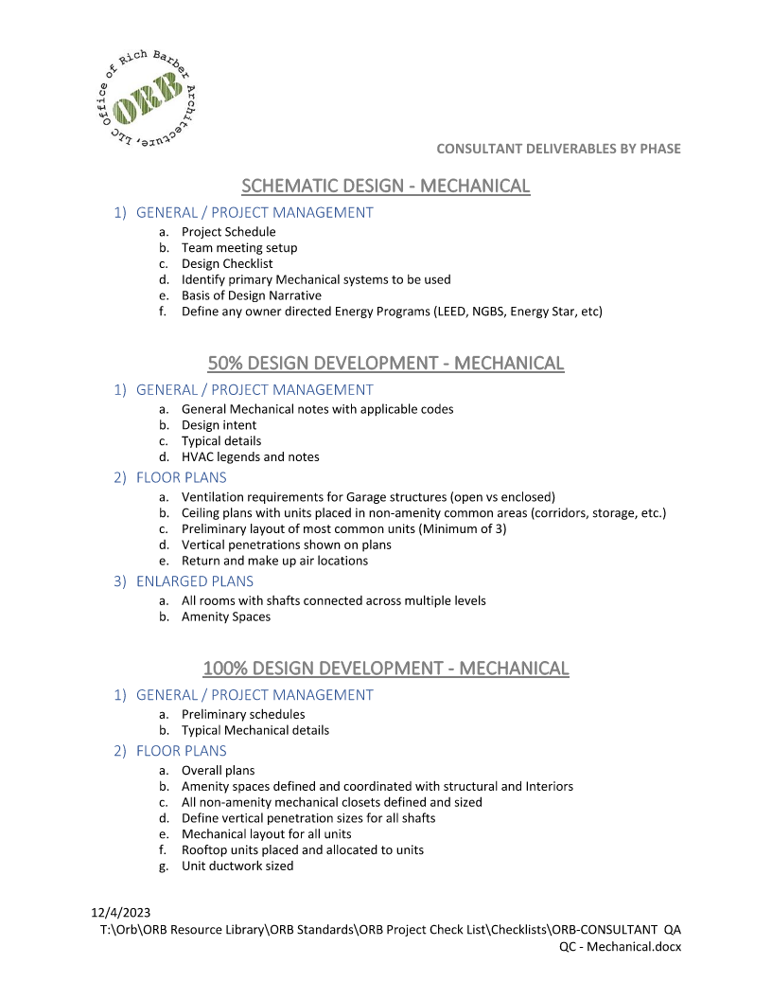 Office of Rich Barber Architecture, LLC
ORB
CONSULTANT DELIVERABLES BY PHASE
SCHEMATIC DESIGN - MECHANICAL
1) GENERAL / PROJECT MANAGEMENT
a. Project Schedule
b. Team meeting setup
c. Design Checklist
d. Identify primary Mechanical systems to be used
e. Basis of Design Narrative
f. Define any owner directed Energy Programs (LEED, NGBS, Energy Star, etc)
50% DESIGN DEVELOPMENT - MECHANICAL
1) GENERAL / PROJECT MANAGEMENT
a. General Mechanical notes with applicable codes
b. Design intent
c. Typical details
d. HVAC legends and notes
2) FLOOR PLANS
a. Ventilation requirements for Garage structures (open vs enclosed)
b. Ceiling plans with units placed in non-amenity common areas (corridors, storage, etc.)
c. Preliminary layout of most common units (Minimum of 3)
d. Vertical penetrations shown on plans
e. Return and make up air locations
3) ENLARGED PLANS
a. All rooms with shafts connected across multiple levels
b. Amenity Spaces
100% DESIGN DEVELOPMENT - MECHANICAL
1) GENERAL / PROJECT MANAGEMENT
a. Preliminary schedules
b. Typical Mechanical details
2) FLOOR PLANS
a. Overall plans
b. Amenity spaces defined and coordinated with structural and Interiors
c. All non-amenity mechanical closets defined and sized
d. Define vertical penetration sizes for all shafts
e. Mechanical layout for all units
f. Rooftop units placed and allocated to units
g. Unit ductwork sized
12/4/2023
T:\Orb\ORB Resource Library\ORB Standards\ORB Project Check List\Checklists\ORB-CONSULTANT QA
QC - Mechanical.docx